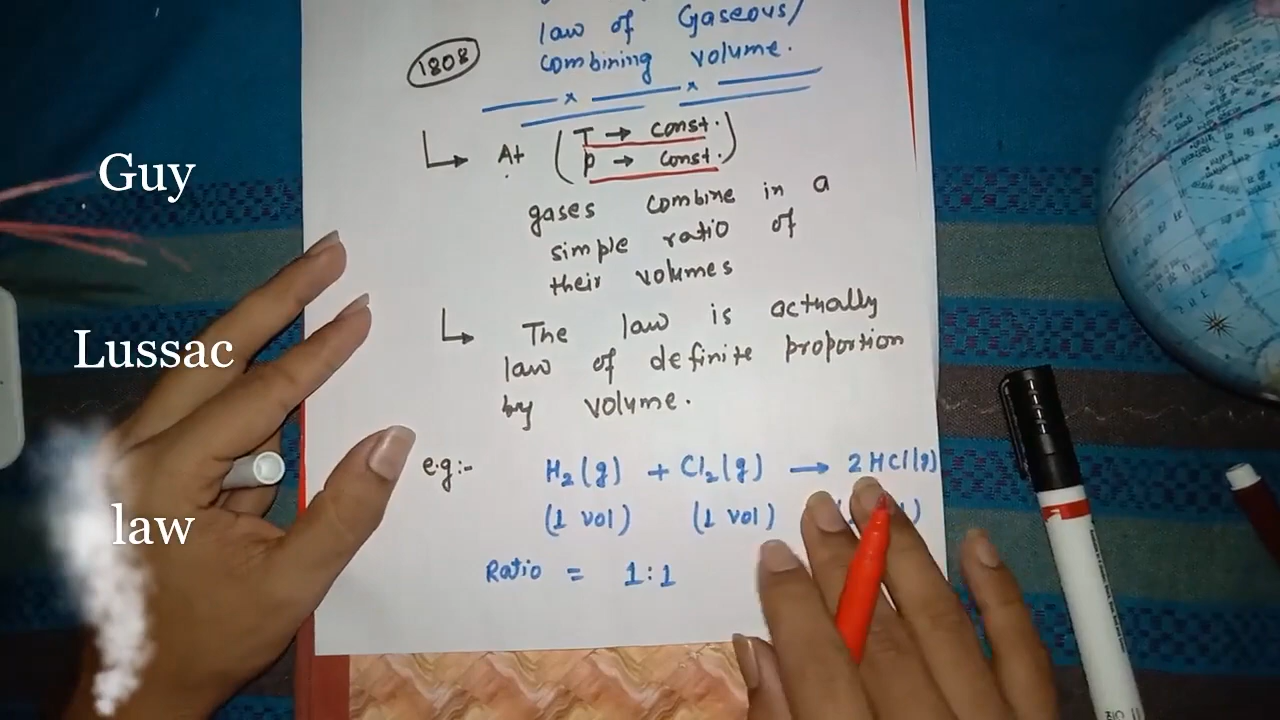 law of Gaseous/
1808
combining volume.
At (T → const.
P → const.)
gases combine in a
simple ratio of
their volumes
The law is actually
law of definite proportion
by volume.
e.g:- H₂(g) + Cl₂(g) → 2HCl(g)
(1 vol) (1 vol)
Ratio = 1:1
Guy
Lussac
law